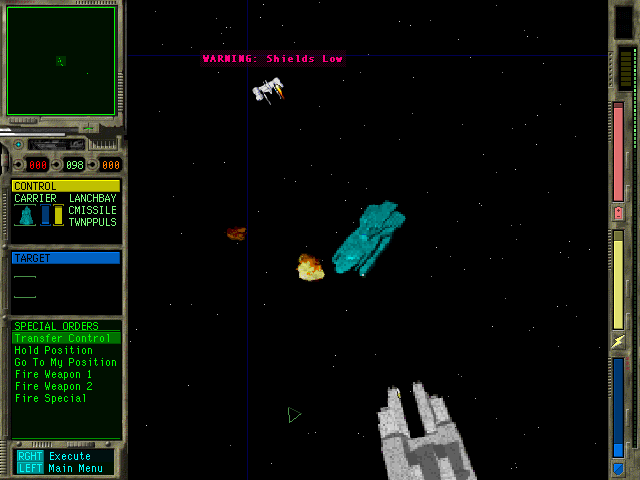 WARNING: Shields Low
000 098 000
CONTROL
CARRIER LANCHBAY
CMISSILE
TWNPPULS
TARGET
SPECIAL ORDERS
Transfer Control
Hold Position
Go To My Position
Fire Weapon 1
Fire Weapon 2
Fire Special
RGHT Execute
LEFT Main Menu